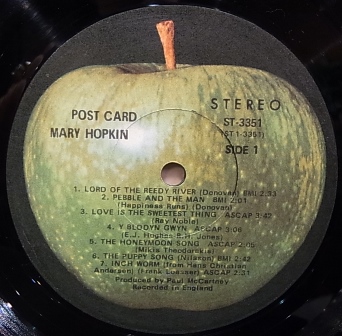 POST CARD
MARY HOPKIN
STEREO
ST-3351
(ST 1-3351)
SIDE 1
1. LORD OF THE REEDY RIVER (Donovan) BMI 2:33
2. PEBBLE AND THE MAN BMI 2:01
(Happiness Runs) (Donovan)
3. LOVE IS THE SWEETEST THING ASCAP 3:42
(Ray Noble)
4. Y BLODYN GWYN ASCAP 3:06
(E.J. Hughes-R.H. Jones)
5. THE HONEYMOON SONG ASCAP 2:05
(Mikis Theodorakis)
6. THE PUPPY SONG (Nilsson) BMI 2:42
7. INCH WORM (from Hans Christian
Andersen) (Frank Loesser) ASCAP 2:31
Produced by Paul McCartney
Recorded in England